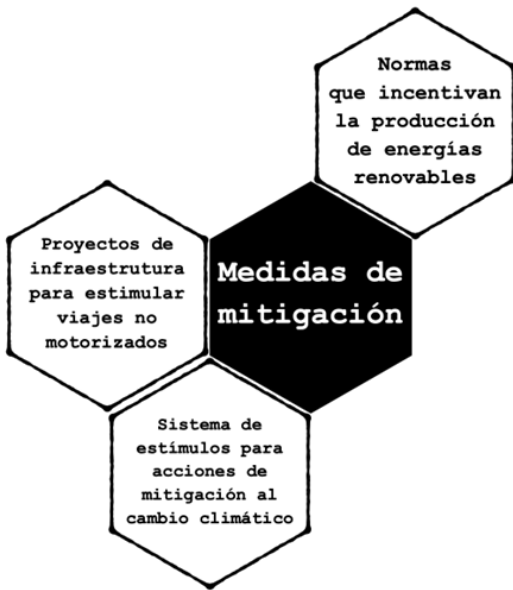 Normas
que incentivan
la producción
de energías
renovables
Proyectos de
infraestrutura
para estimular
viajes no
motorizados
Medidas de
mitigación
Sistema de
estímulos para
acciones de
mitigación al
cambio climático